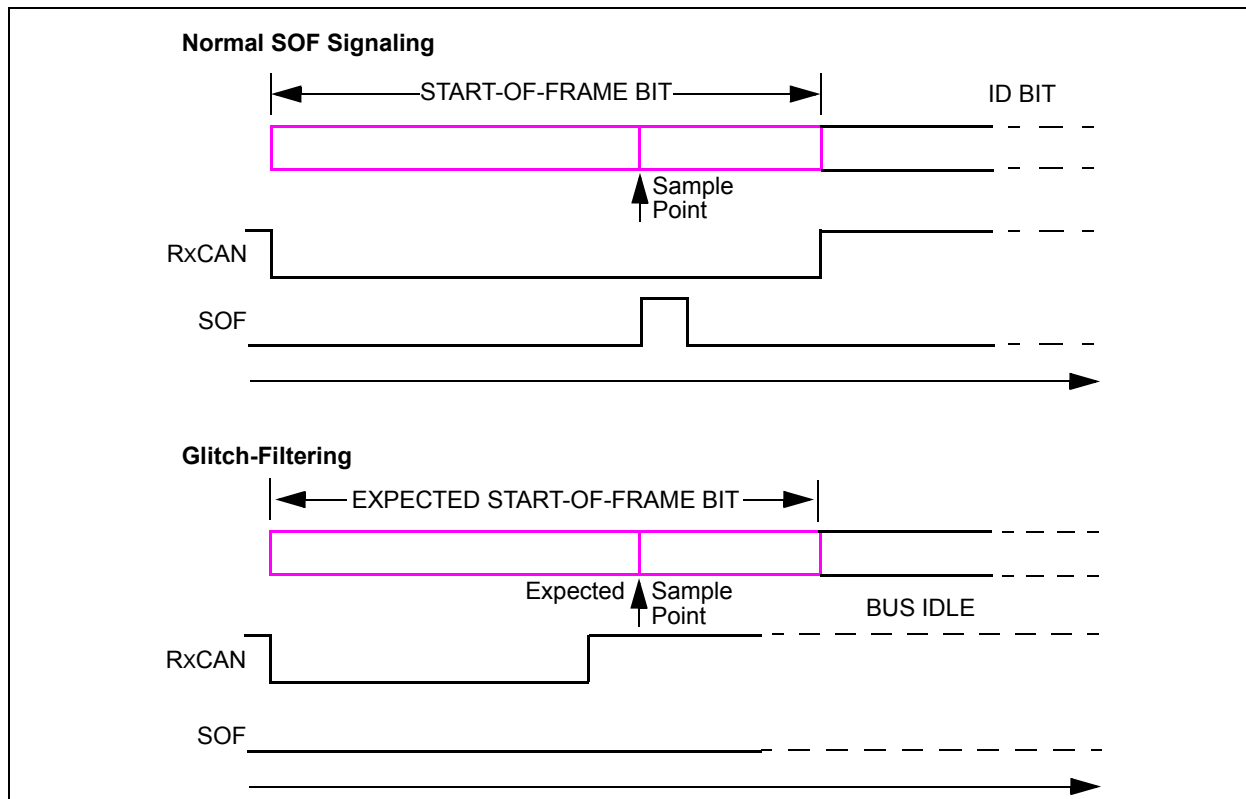 Normal SOF Signaling
START-OF-FRAME BIT
ID BIT
Sample
Point
RXCAN
SOF
Glitch-Filtering
EXPECTED START-OF-FRAME BIT
Expected
Sample
Point
BUS IDLE
RXCAN
SOF